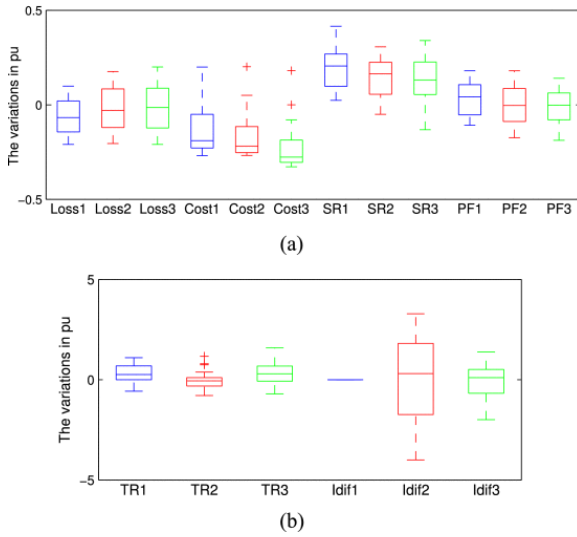 0.5
0
−0.5
The variations in pu
Loss1 Loss2 Loss3 Cost1 Cost2 Cost3 SR1 SR2 SR3 PF1 PF2 PF3
(a)
5
0
−5
The variations in pu
TR1 TR2 TR3 Idif1 Idif2 Idif3
(b)